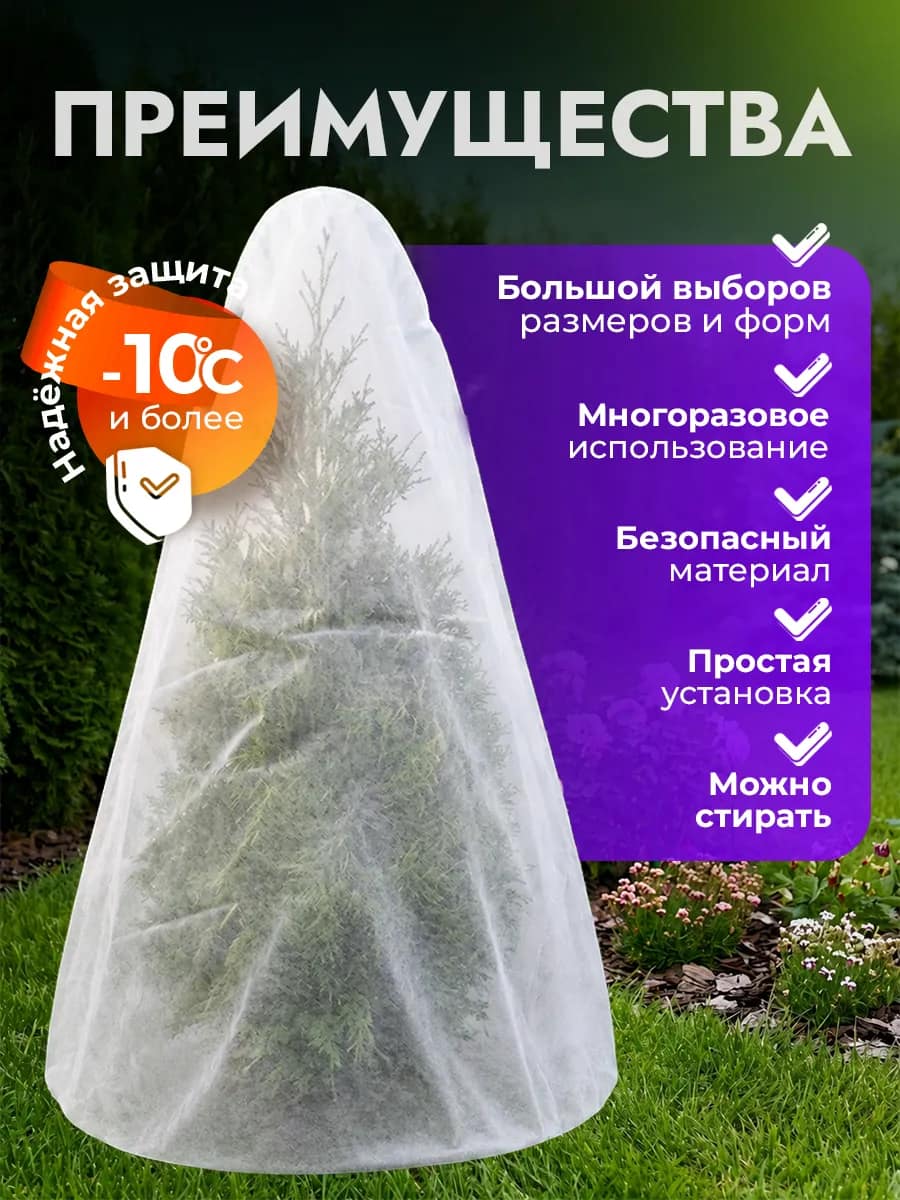 ПРЕИМУЩЕСТВА
Надёжная защита
-10°С
и более
Большой выборов
размеров и форм
Многоразовое
использование
Безопасный
материал
Простая
установка
Можно
стирать